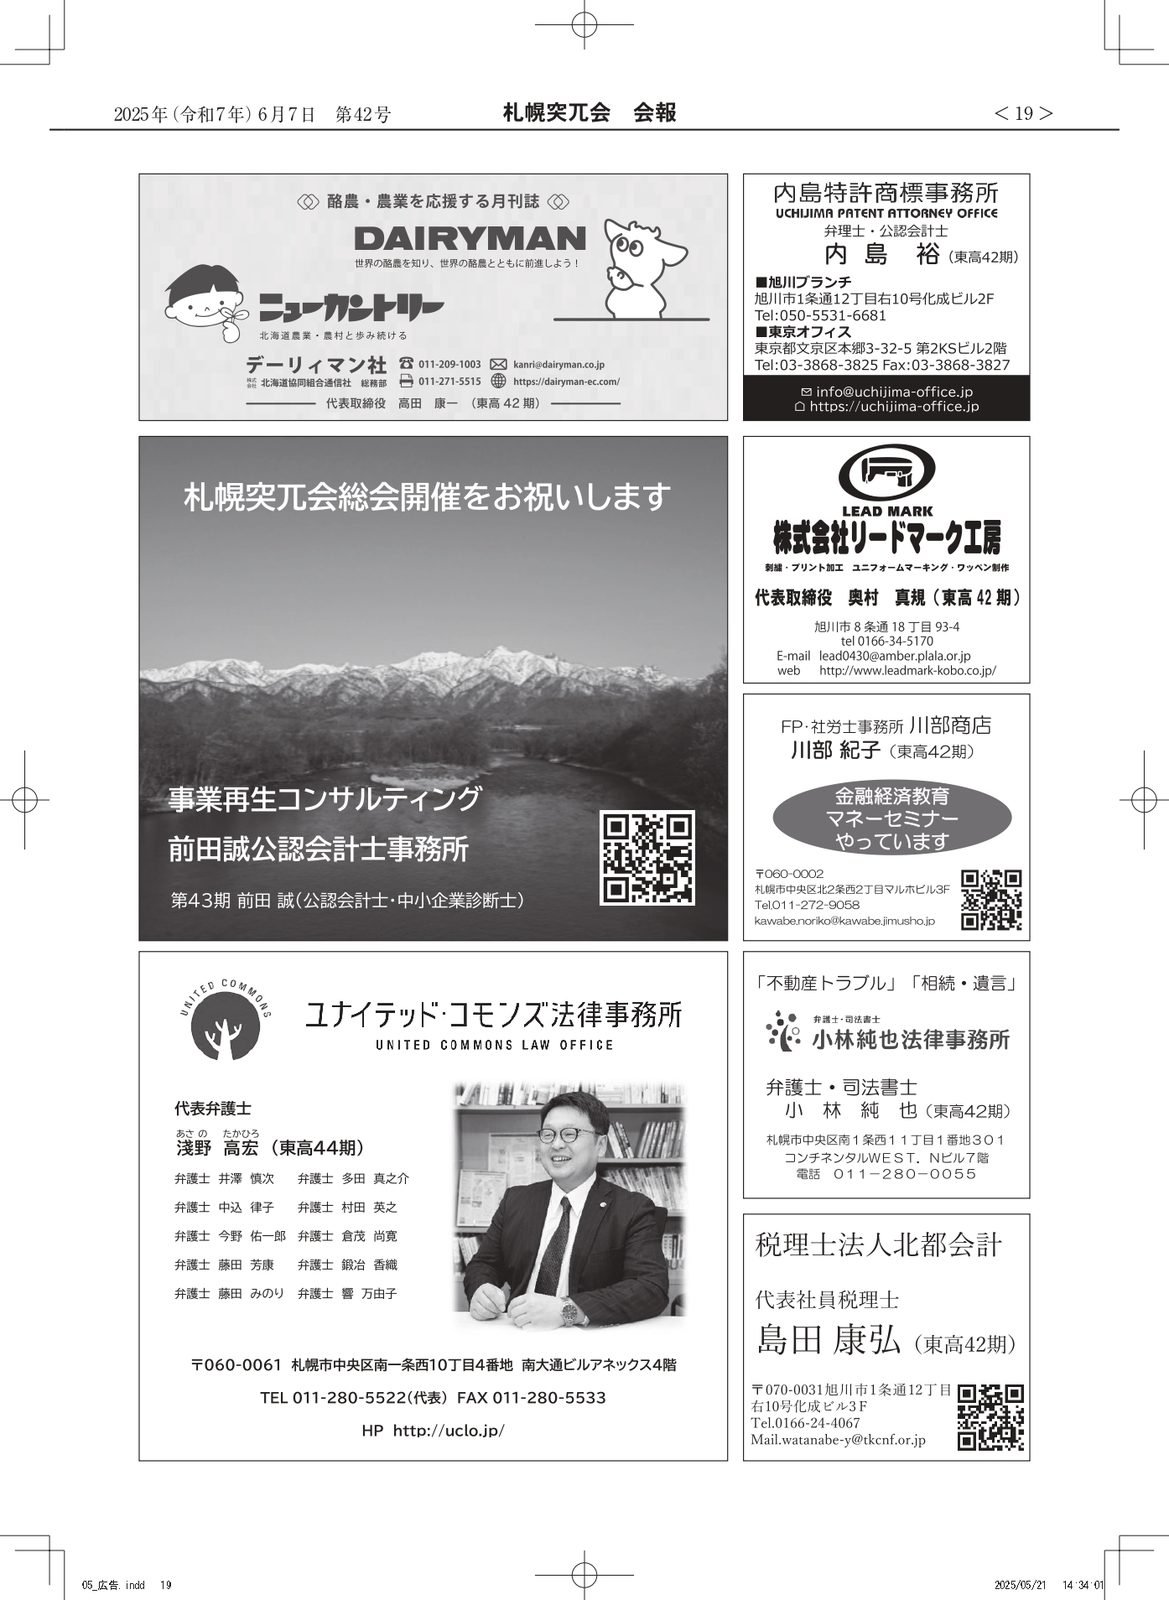 2025年（令和7年）6月7日　第42号
札幌突兀会　会報
＜19＞
酪農・農業を応援する月刊誌
DAIRYMAN
世界の酪農を知り、世界の酪農とともに前進しよう！
ニューカントリー
北海道農業・農村と歩み続ける
デーリィマン社
011-209-1003
kanri@dairyman.co.jp
株式会社 北海道協同組合通信社　総務部
011-271-5515
https://dairyman-ec.com/
代表取締役　高田　康一　（東高42期）
内島特許商標事務所
UCHIJIMA PATENT ATTORNEY OFFICE
弁理士・公認会計士
内　島　裕（東高42期）
■旭川ブランチ
旭川市1条通12丁目右10号化成ビル2F
Tel:050-5531-6681
■東京オフィス
東京都文京区本郷3-32-5 第2KSビル2階
Tel:03-3868-3825 Fax:03-3868-3827
info@uchijima-office.jp
https://uchijima-office.jp
札幌突兀会総会開催をお祝いします
事業再生コンサルティング
前田誠公認会計士事務所
第43期 前田 誠（公認会計士・中小企業診断士）
LEAD MARK
株式会社リードマーク工房
刺繍・プリント加工　ユニフォームマーキング・ワッペン制作
代表取締役　奥村　真規（東高42期）
旭川市8条通18丁目93-4
tel 0166-34-5170
E-mail　lead0430@amber.plala.or.jp
web　http://www.leadmark-kobo.co.jp/
FP・社労士事務所 川部商店
川部 紀子（東高42期）
金融経済教育
マネーセミナー
やっています
〒060-0002
札幌市中央区北2条西2丁目マルホビル3F
Tel.011-272-9058
kawabe.noriko@kawabe.jimusho.jp
UNITED COMMONS
ユナイテッド・コモンズ法律事務所
UNITED COMMONS LAW OFFICE
代表弁護士
あさの　たかひろ
淺野　高宏（東高44期）
弁護士　井澤　慎次　弁護士　多田　真之介
弁護士　中込　律子　弁護士　村田　英之
弁護士　今野　佑一郎　弁護士　倉茂　尚寛
弁護士　藤田　芳康　弁護士　鍛冶　香織
弁護士　藤田　みのり　弁護士　響　万由子
〒060-0061　札幌市中央区南一条西10丁目4番地　南大通ビルアネックス4階
TEL 011-280-5522（代表）　FAX 011-280-5533
HP　http://uclo.jp/
「不動産トラブル」「相続・遺言」
弁護士・司法書士
小林純也法律事務所
弁護士・司法書士
小　林　純　也（東高42期）
札幌市中央区南１条西１１丁目１番地３０１
コンチネンタルＷＥＳＴ．Ｎビル７階
電話　０１１－２８０－００５５
税理士法人北都会計
代表社員税理士
島田 康弘（東高42期）
〒070-0031旭川市1条通12丁目
右10号化成ビル3F
Tel.0166-24-4067
Mail.watanabe-y@tkcnf.or.jp
05_広告.indd　19
2025/05/21　14:34:01